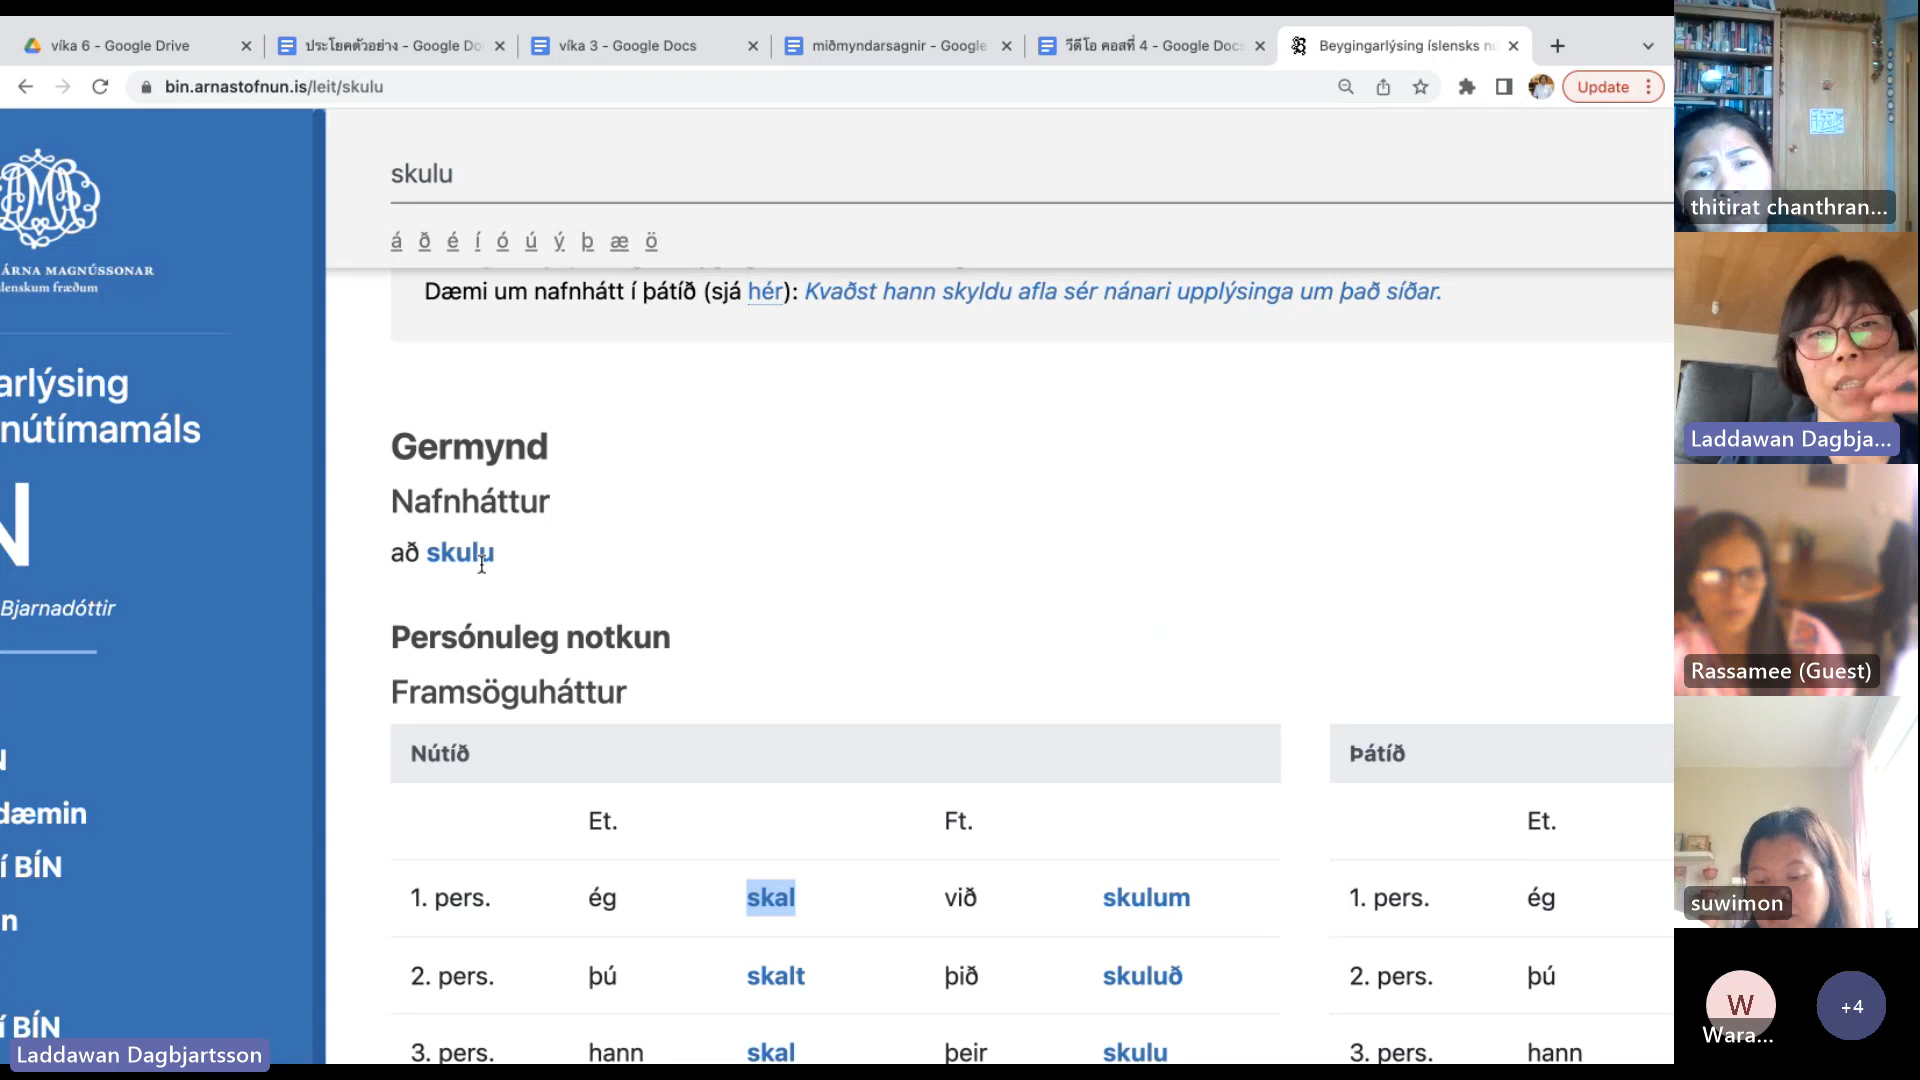 víka 6 - Google Drive
ประโยคตัวอย่าง - Google Do
víka 3 - Google Docs
miðmyndarsagnir - Google
วีดีโอ คอสที่ 4 - Google Docs
Beygingarlýsing íslensks nú
bin.arnastofnun.is/leit/skulu
Update
ÁRNA MAGNÚSSONAR
slenskum fræðum
arlýsing
nútímamáls
N
Bjarnadóttir
dæmin
í BÍN
n
í BÍN
skulu
á ð é í ó ú ý þ æ ö
Dæmi um nafnhátt í þátíð (sjá hér): Kvaðst hann skyldu afla sér nánari upplýsinga um það síðar.
Germynd
Nafnháttur
að skulu
Persónuleg notkun
Framsöguháttur
Nútíð
Þátíð
Et. Ft. Et.
1. pers. ég skal við skulum 1. pers. ég
2. pers. þú skalt þið skuluð 2. pers. þú
3. pers. hann skal þeir skulu 3. pers. hann
Laddawan Dagbjartsson
thitirat chanthran...
Laddawan Dagbja...
Rassamee (Guest)
suwimon
W
Wara...
+4